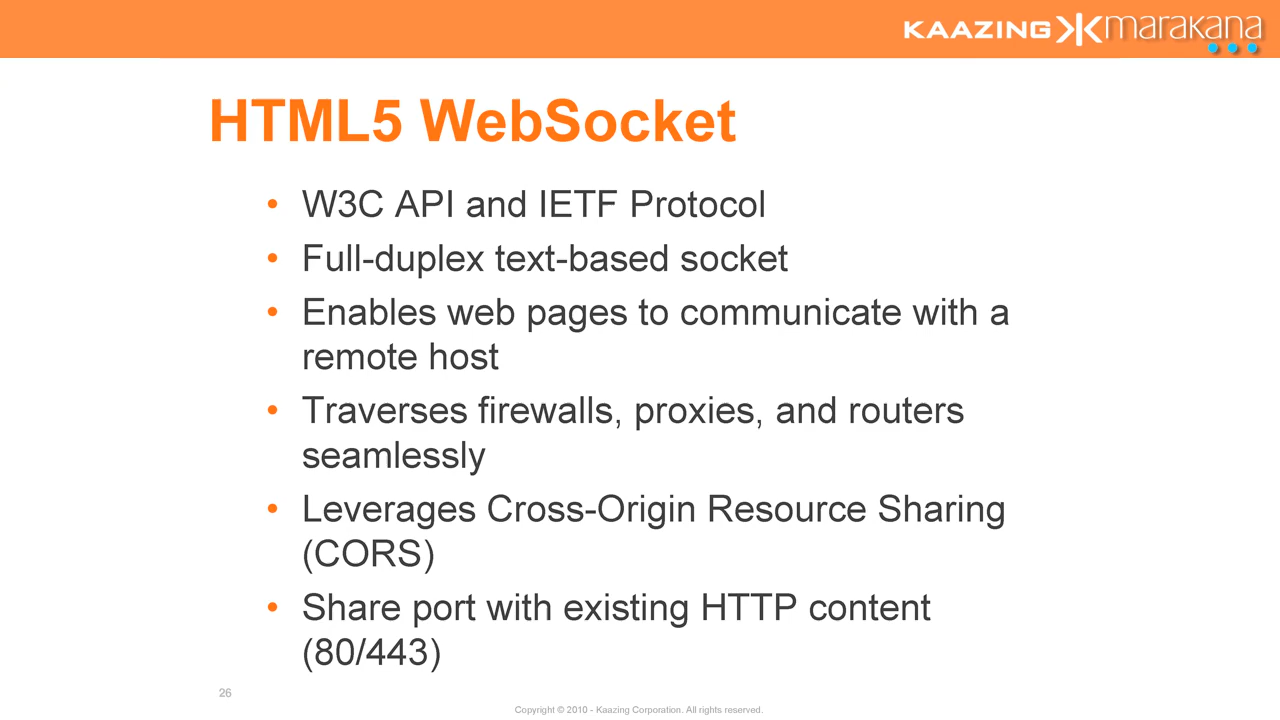 KAAZING marakana
HTML5 WebSocket
• W3C API and IETF Protocol
• Full-duplex text-based socket
• Enables web pages to communicate with a
remote host
• Traverses firewalls, proxies, and routers
seamlessly
• Leverages Cross-Origin Resource Sharing
(CORS)
• Share port with existing HTTP content
(80/443)
26
Copyright © 2010 - Kaazing Corporation. All rights reserved.